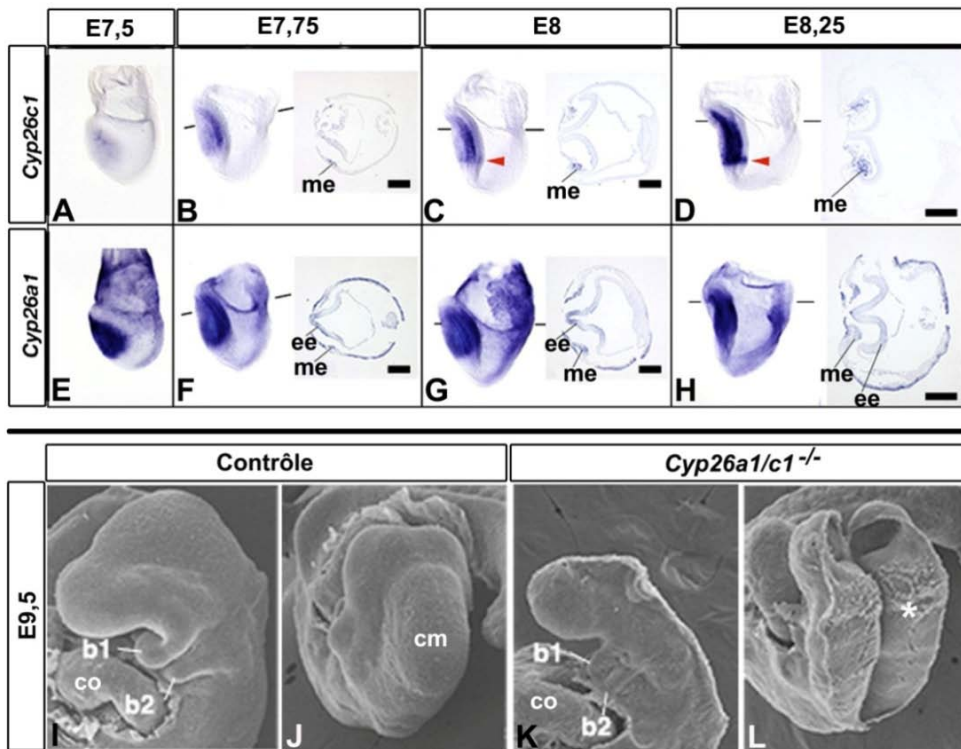 E7,5 E7,75 E8 E8,25
Cyp26c1
A B me C me D me
Cyp26a1
E F ee me G ee me H me ee
Contrôle Cyp26a1/c1⁻/⁻
E9,5
b1 co b2 I
cm J
b1 co b2 K
* L